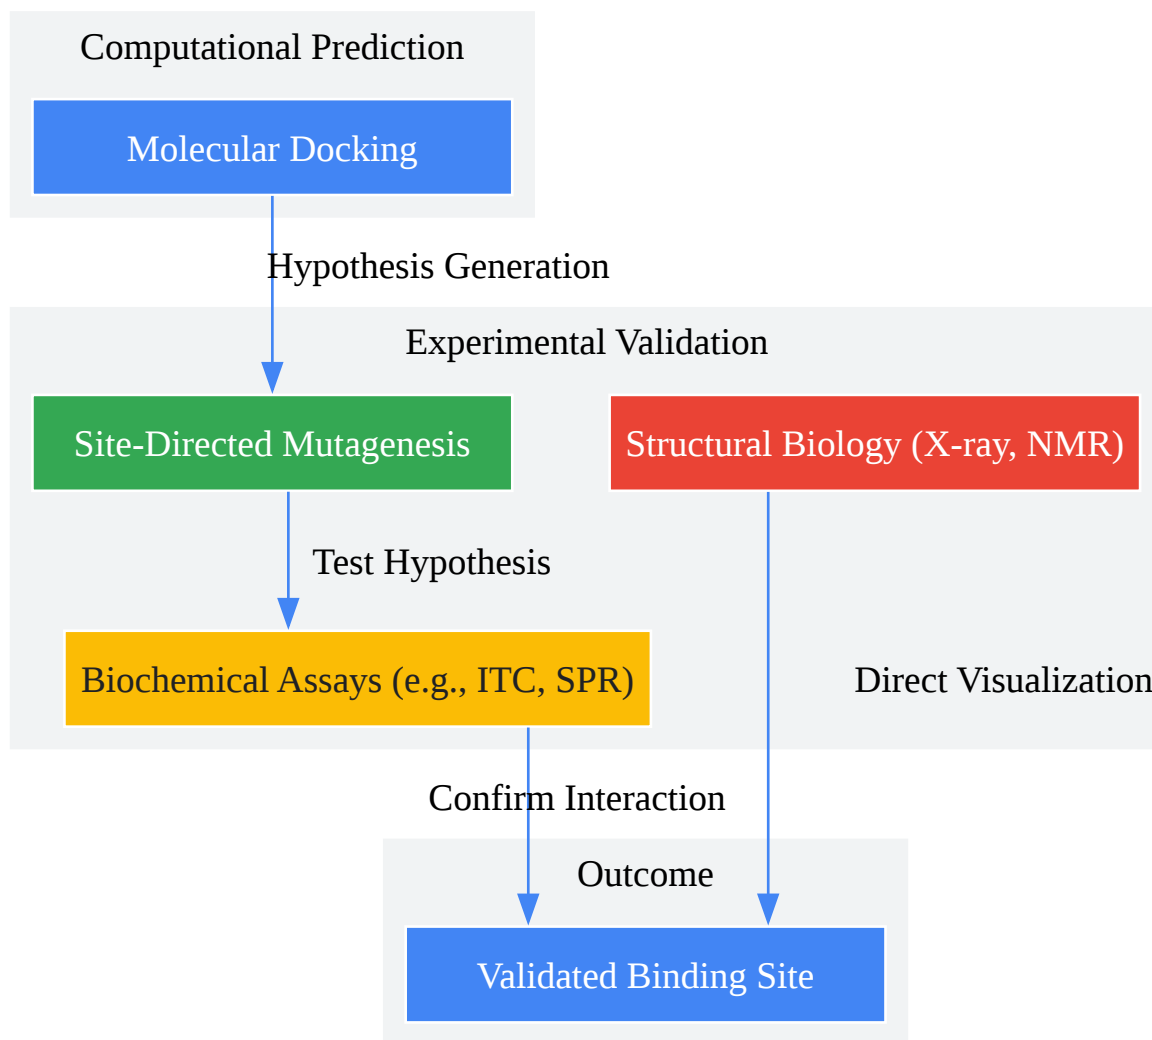 Computational Prediction
Molecular Docking
Hypothesis Generation
Experimental Validation
Site-Directed Mutagenesis
Structural Biology (X-ray, NMR)
Test Hypothesis
Biochemical Assays (e.g., ITC, SPR)
Direct Visualization
Confirm Interaction
Outcome
Validated Binding Site